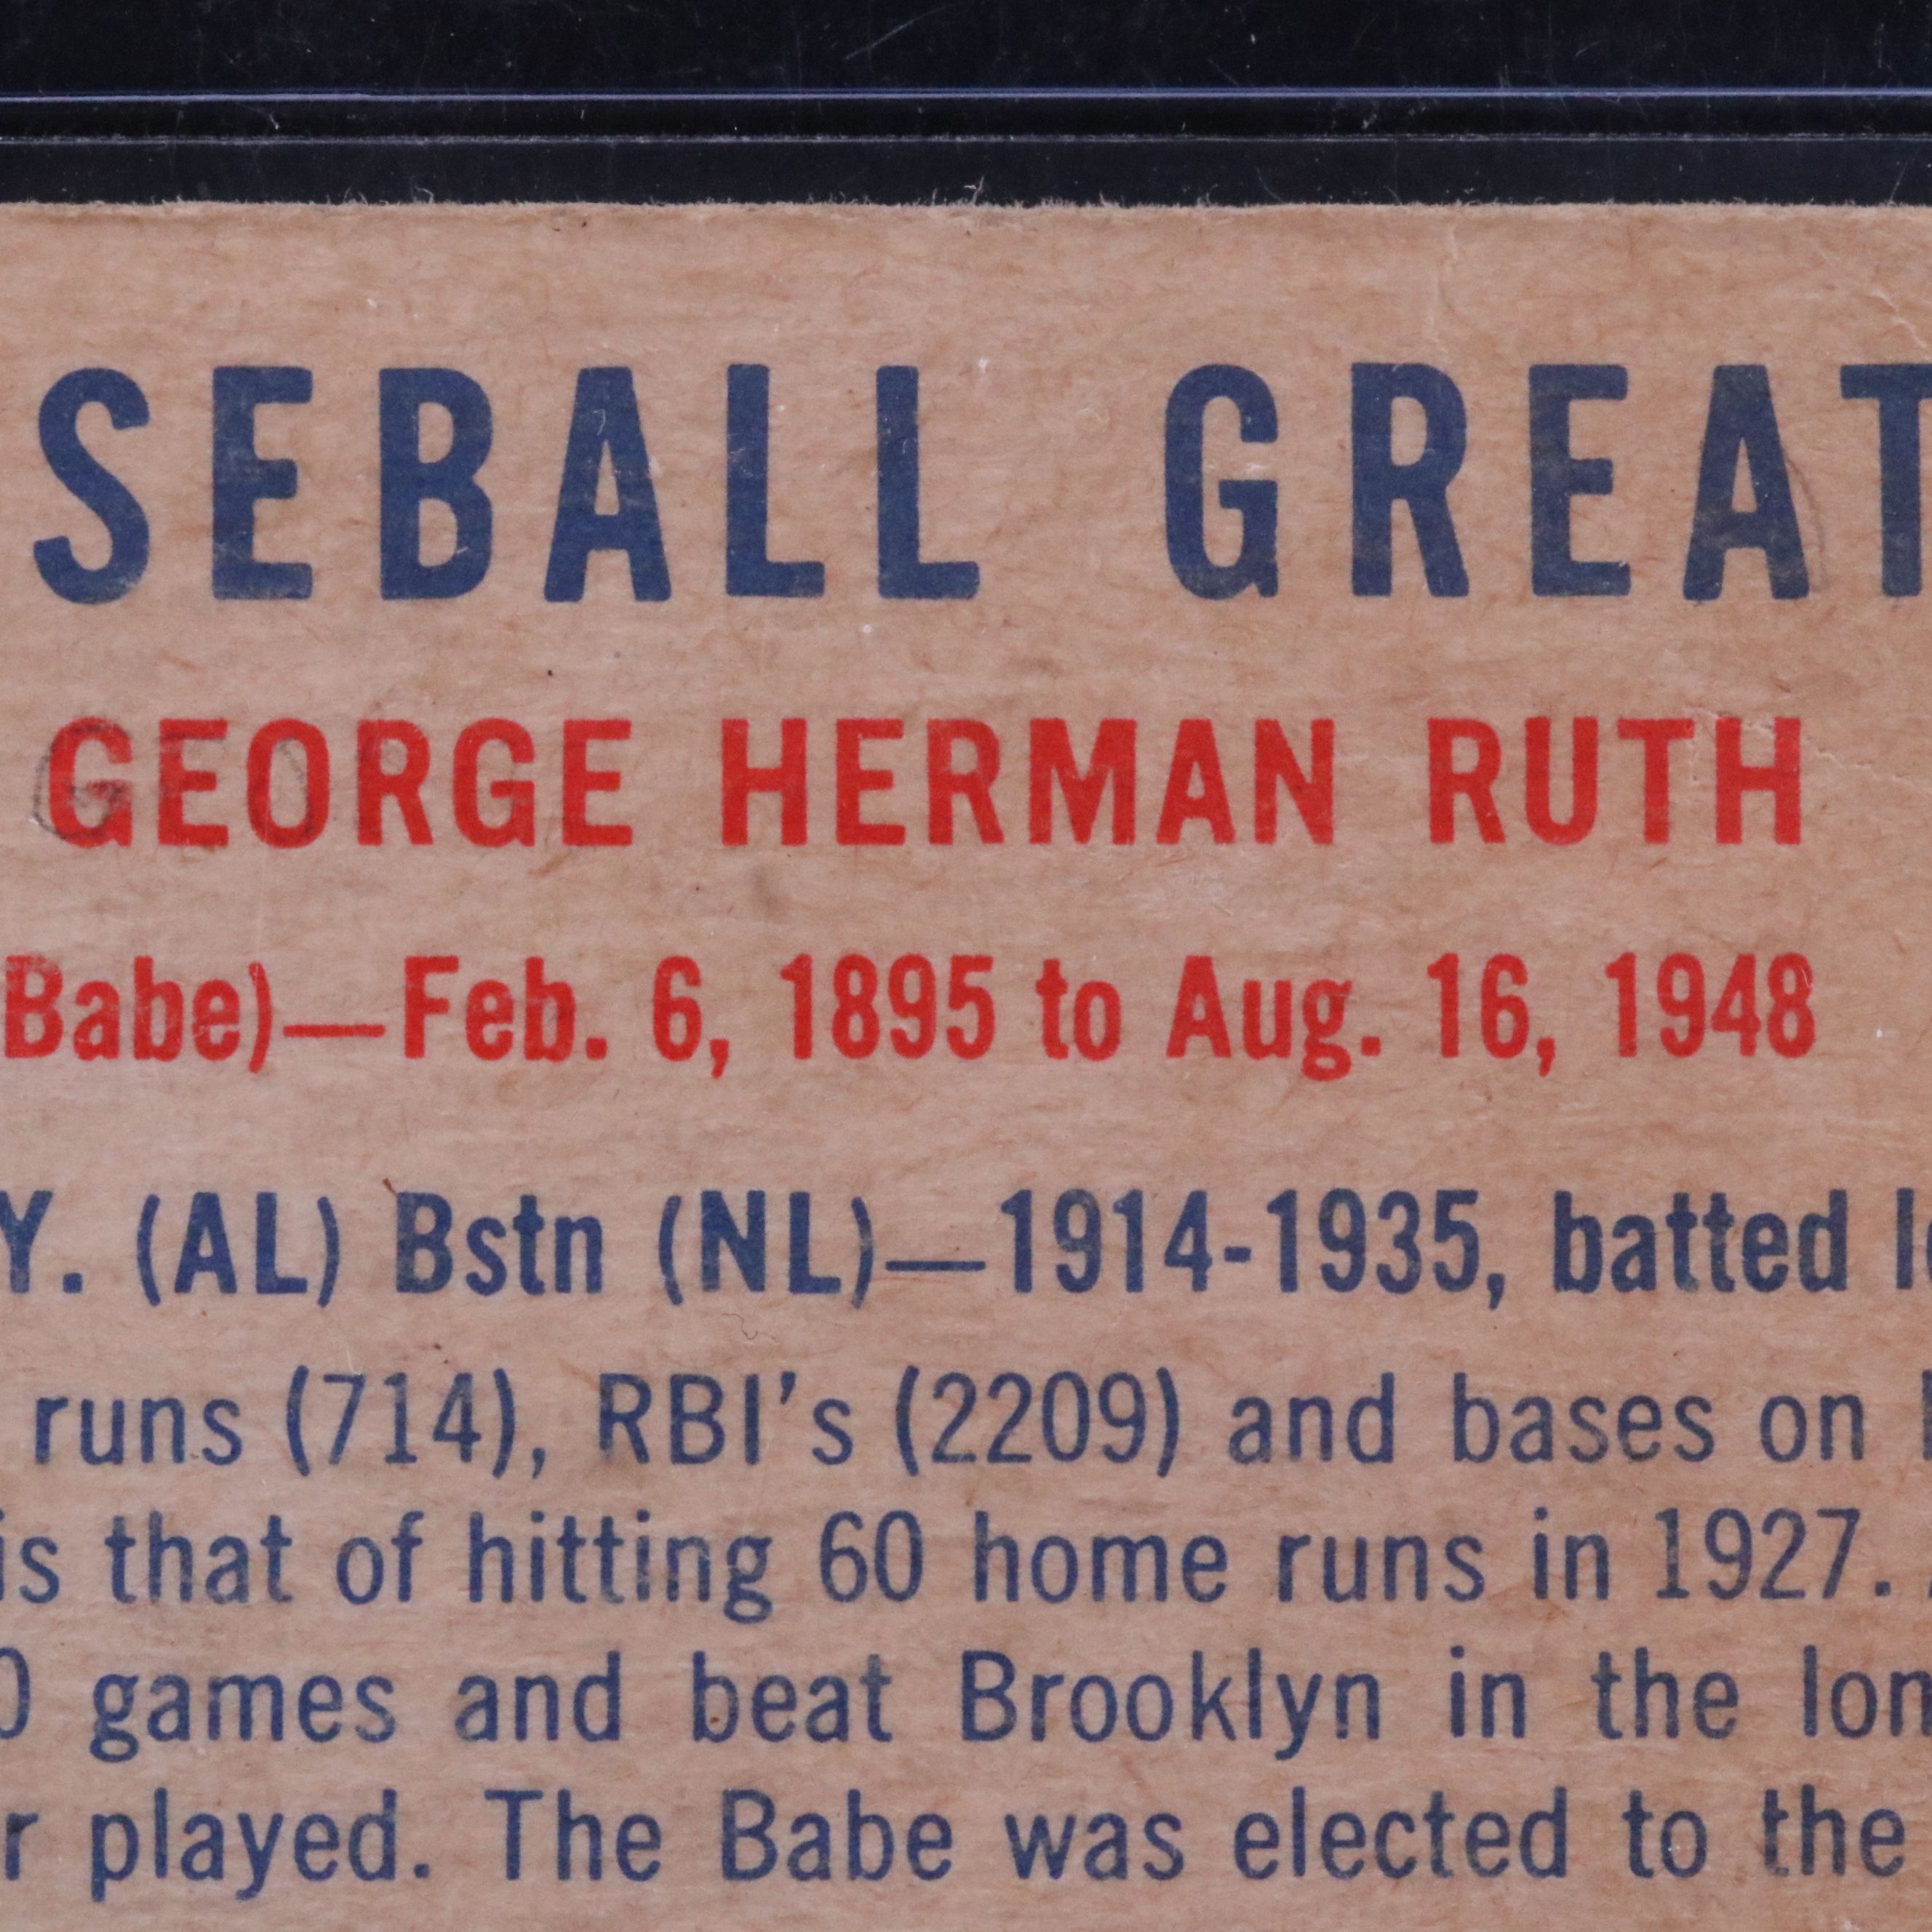 SEBALL GREAT
GEORGE HERMAN RUTH
Babe)—Feb. 6, 1895 to Aug. 16, 1948
Y. (AL) Bstn (NL)—1914-1935, batted
runs (714), RBI's (2209) and bases on
is that of hitting 60 home runs in 1927.
0 games and beat Brooklyn in the lon
r played. The Babe was elected to the